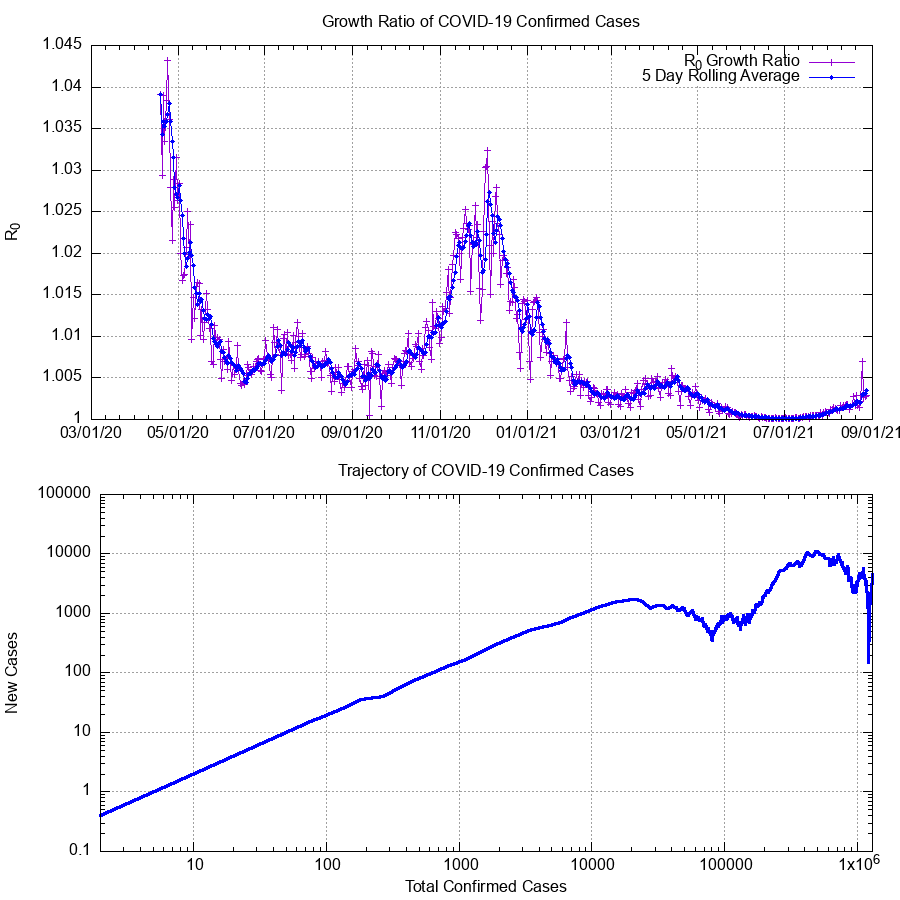 Growth Ratio of COVID-19 Confirmed Cases
R0 Growth Ratio
5 Day Rolling Average
1.045
1.04
1.035
1.03
1.025
1.02
1.015
1.01
1.005
1
R0
03/01/20 05/01/20 07/01/20 09/01/20 11/01/20 01/01/21 03/01/21 05/01/21 07/01/21 09/01/21
Trajectory of COVID-19 Confirmed Cases
100000
10000
1000
100
10
1
0.1
New Cases
10 100 1000 10000 100000 1x10^6
Total Confirmed Cases